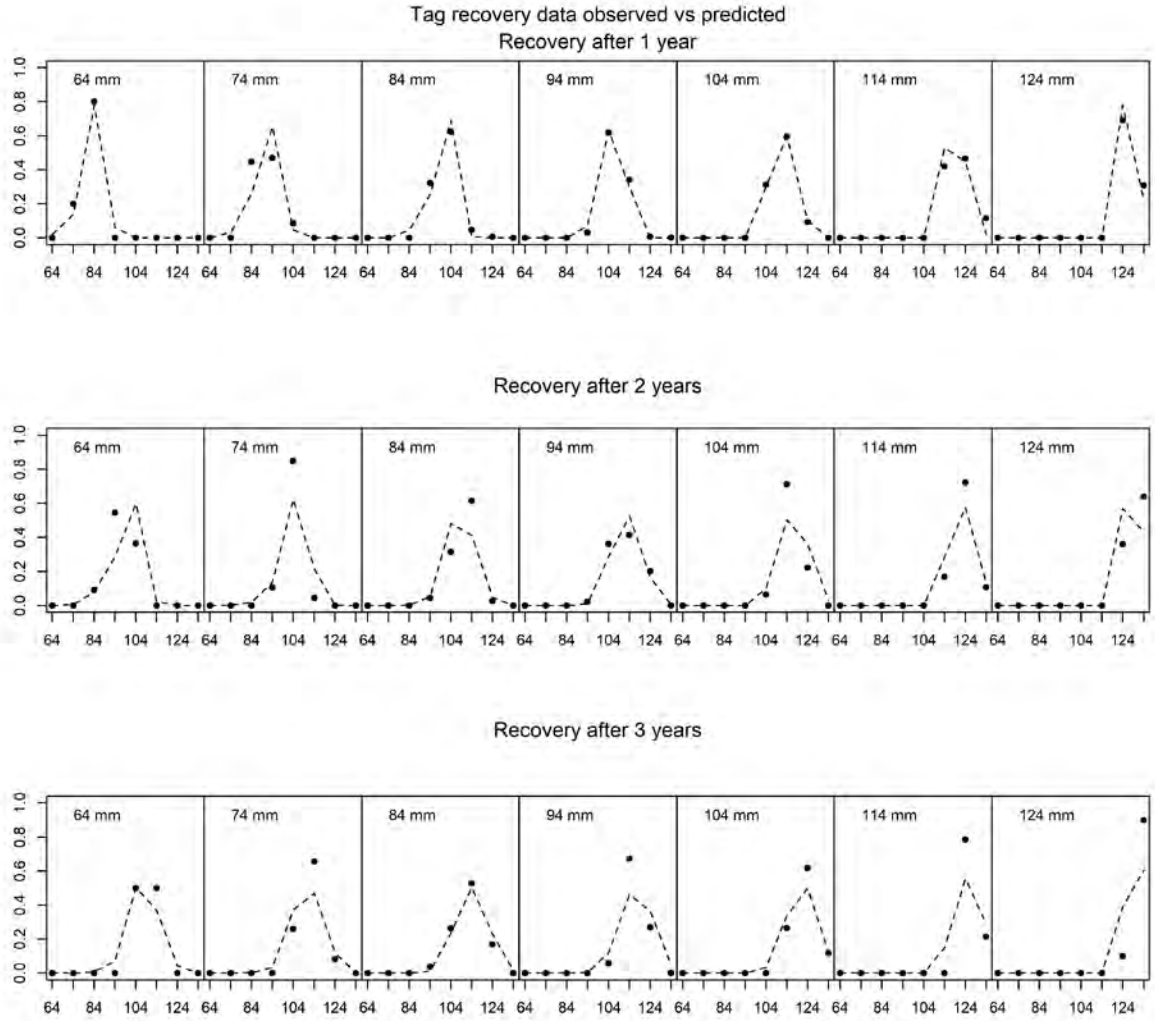 Tag recovery data observed vs predicted
Recovery after 1 year
64 mm 74 mm 84 mm 94 mm 104 mm 114 mm 124 mm
1.0
0.8
0.6
0.4
0.2
0.0
64 84 104 124 64 84 104 124 64 84 104 124 64 84 104 124 64 84 104 124 64 84 104 124 64 84 104 124
Recovery after 2 years
64 mm 74 mm 84 mm 94 mm 104 mm 114 mm 124 mm
1.0
0.8
0.6
0.4
0.2
0.0
64 84 104 124 64 84 104 124 64 84 104 124 64 84 104 124 64 84 104 124 64 84 104 124 64 84 104 124
Recovery after 3 years
64 mm 74 mm 84 mm 94 mm 104 mm 114 mm 124 mm
1.0
0.8
0.6
0.4
0.2
0.0
64 84 104 124 64 84 104 124 64 84 104 124 64 84 104 124 64 84 104 124 64 84 104 124 64 84 104 124